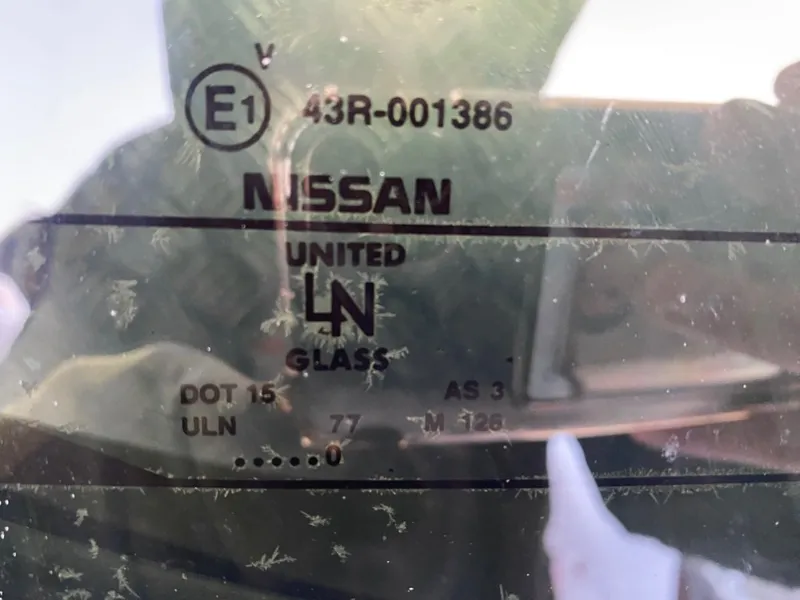 V
E1 43R-001386
NISSAN
UNITED
LN
GLASS
DOT 15 AS 3
ULN 77 M 126
•••••0